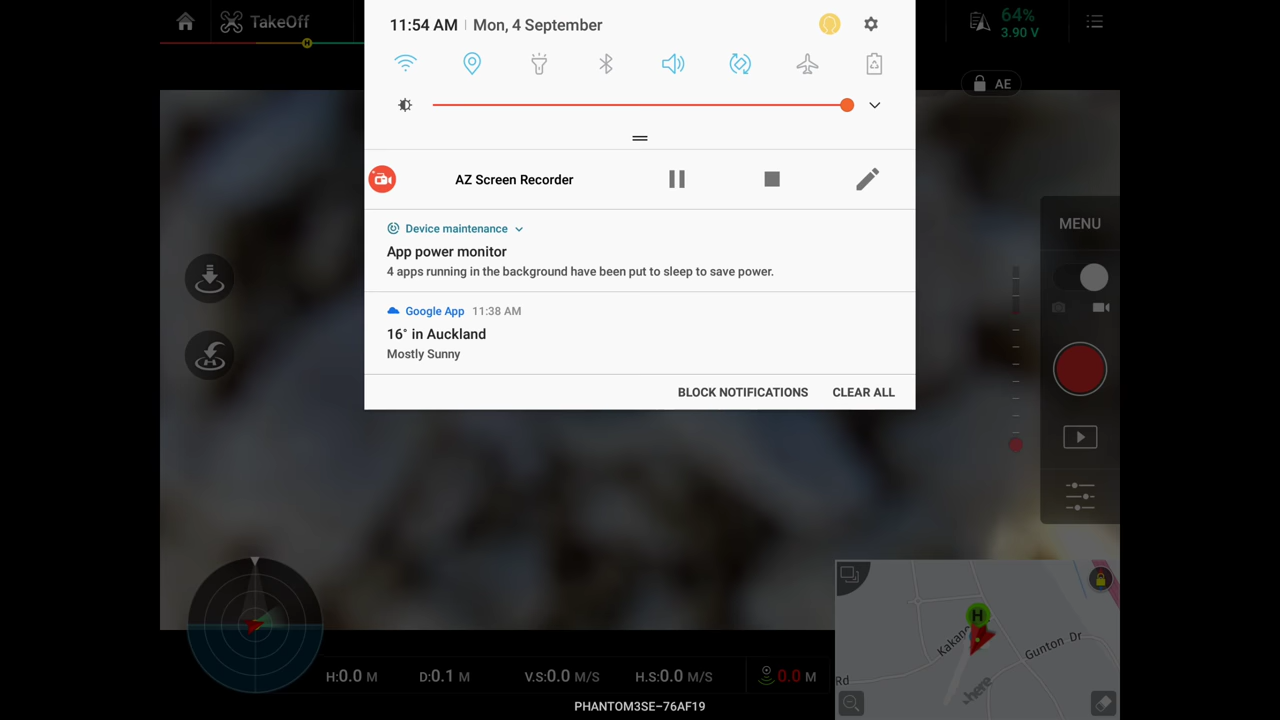 TakeOff
11:54 AM Mon, 4 September
64%
3.90 V
AE
AZ Screen Recorder
MENU
Device maintenance
App power monitor
4 apps running in the background have been put to sleep to save power.
Google App 11:38 AM
16° in Auckland
Mostly Sunny
BLOCK NOTIFICATIONS CLEAR ALL
H
H
Gunton Dr
Rd
here
H:0.0 M D:0.1 M V.S:0.0 M/S H.S:0.0 M/S 0.0 M
PHANTOM3SE-76AF19